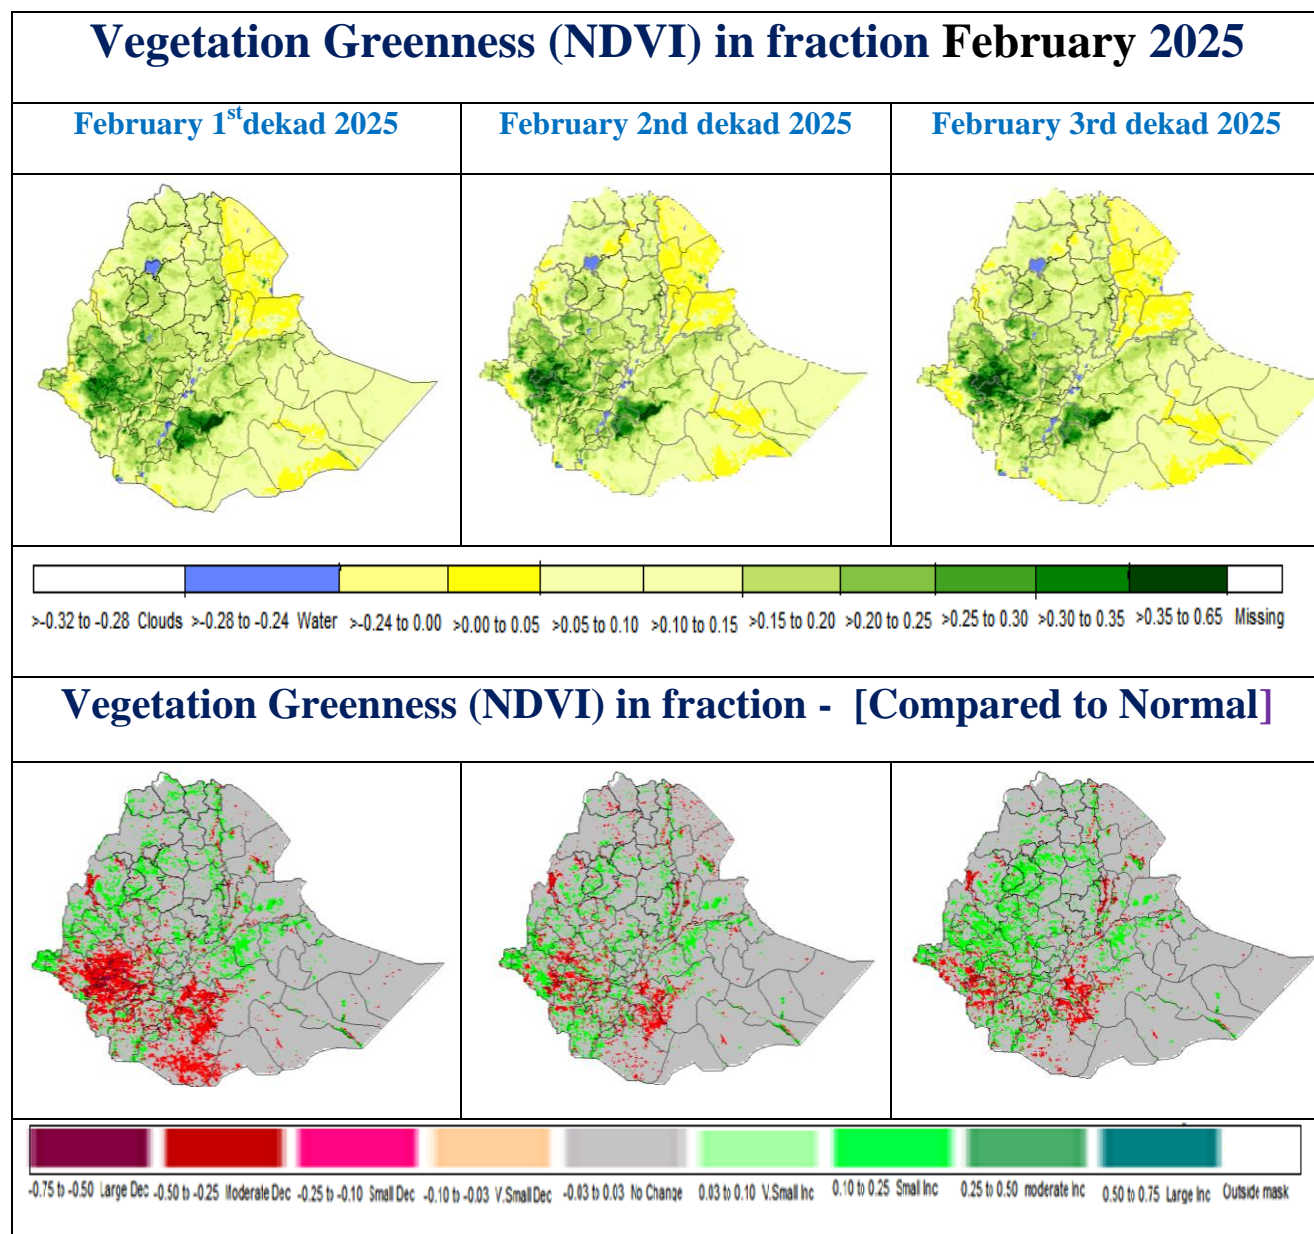 Vegetation Greenness (NDVI) in fraction February 2025
February 1st dekad 2025
February 2nd dekad 2025
February 3rd dekad 2025
>-0.32 to -0.28 Clouds >-0.28 to -0.24 Water >-0.24 to 0.00 >0.00 to 0.05 >0.05 to 0.10 >0.10 to 0.15 >0.15 to 0.20 >0.20 to 0.25 >0.25 to 0.30 >0.30 to 0.35 >0.35 to 0.65 Missing
Vegetation Greenness (NDVI) in fraction - [Compared to Normal]
-0.75 to -0.50 Large Dec -0.50 to -0.25 Moderate Dec -0.25 to -0.10 Small Dec -0.10 to -0.03 V.Small Dec -0.03 to 0.03 No Change 0.03 to 0.10 V.Small Inc 0.10 to 0.25 Small Inc 0.25 to 0.50 moderate Inc 0.50 to 0.75 Large Inc Outside mask